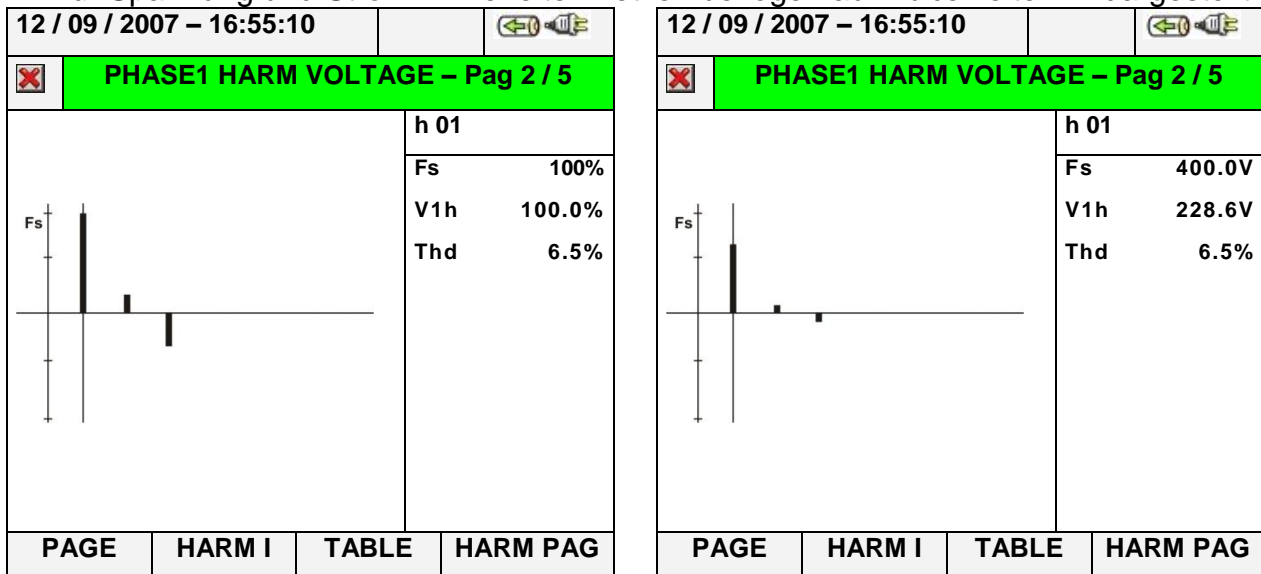 12 / 09 / 2007 – 16:55:10
PHASE1 HARM VOLTAGE – Pag 2 / 5
h 01
Fs 100%
V1h 100.0%
Thd 6.5%
Fs
PAGE HARM I TABLE HARM PAG
12 / 09 / 2007 – 16:55:10
PHASE1 HARM VOLTAGE – Pag 2 / 5
h 01
Fs 400.0V
V1h 228.6V
Thd 6.5%
Fs
PAGE HARM I TABLE HARM PAG